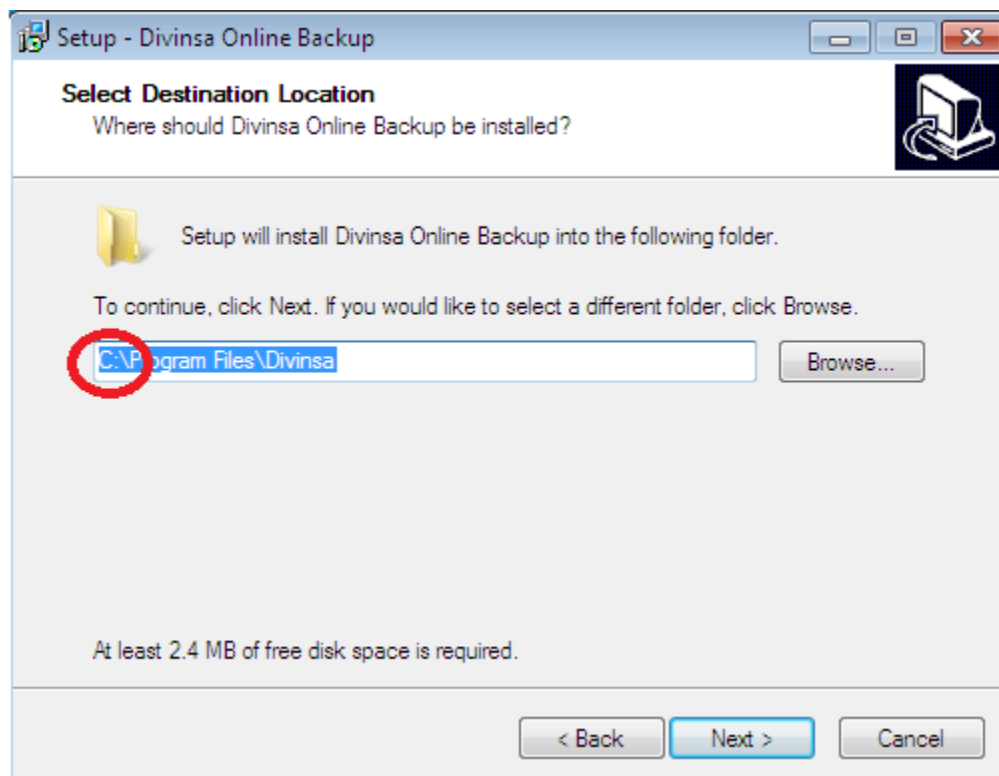 Setup - Divinsa Online Backup
Select Destination Location
Where should Divinsa Online Backup be installed?
Setup will install Divinsa Online Backup into the following folder.
To continue, click Next. If you would like to select a different folder, click Browse.
C:\Program Files\Divinsa
Browse...
At least 2.4 MB of free disk space is required.
< Back
Next >
Cancel